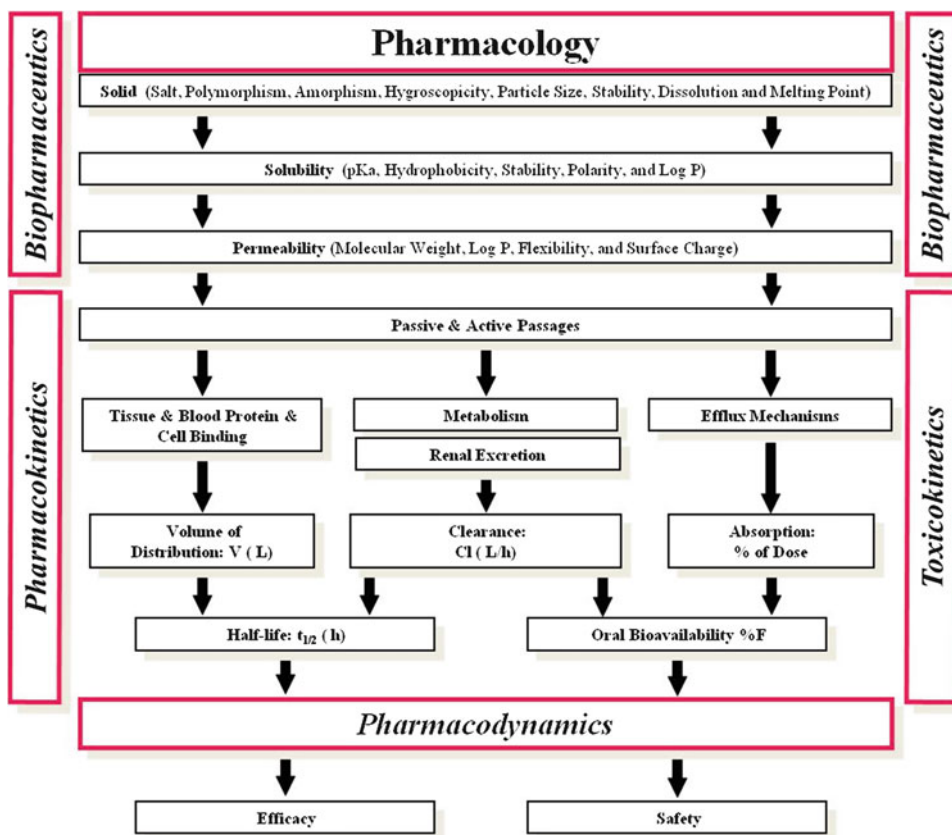 Biopharmaceutics
Pharmacology
Biopharmaceutics
Solid (Salt, Polymorphism, Amorphism, Hygroscopicity, Particle Size, Stability, Dissolution and Melting Point)
Solubility (pKa, Hydrophobicity, Stability, Polarity, and Log P)
Permeability (Molecular Weight, Log P, Flexibility, and Surface Charge)
Pharmacokinetics
Toxicokinetics
Passive & Active Passages
Tissue & Blood Protein &
Cell Binding
Metabolism
Renal Excretion
Efflux Mechanisms
Volume of
Distribution: V ( L)
Clearance:
Cl ( L/h)
Absorption:
% of Dose
Half-life: t1/2 ( h)
Oral Bioavailability %F
Pharmacodynamics
Efficacy
Safety